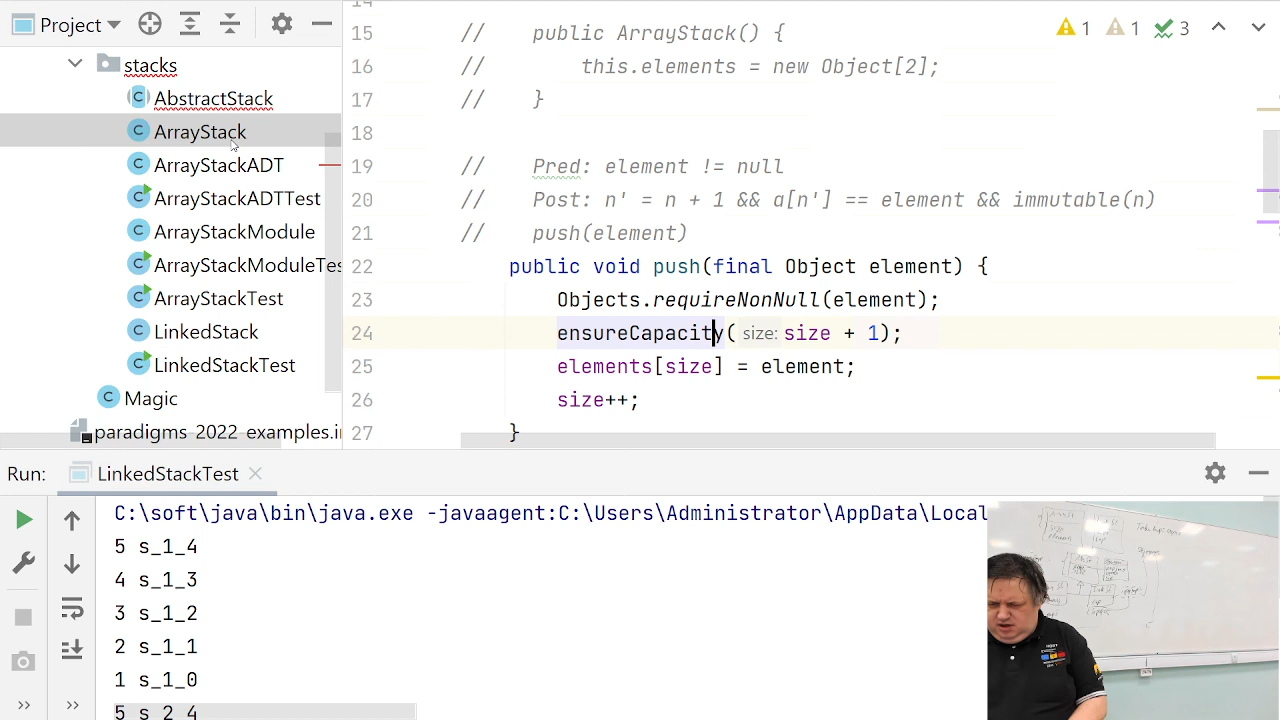 Project
stacks
AbstractStack
ArrayStack
ArrayStackADT
ArrayStackADTTest
ArrayStackModule
ArrayStackModuleTes
ArrayStackTest
LinkedStack
LinkedStackTest
Magic
paradigms-2022-examples.i
1 1 3
14
15 // public ArrayStack() {
16 // this.elements = new Object[2];
17 // }
18
19 // Pred: element != null
20 // Post: n' = n + 1 && a[n'] == element && immutable(n)
21 // push(element)
22 public void push(final Object element) {
23 Objects.requireNonNull(element);
24 ensureCapacity( size: size + 1);
25 elements[size] = element;
26 size++;
27 }
Run: LinkedStackTest
C:\soft\java\bin\java.exe -javaagent:C:\Users\Administrator\AppData\Local
5 s_1_4
4 s_1_3
3 s_1_2
2 s_1_1
1 s_1_0
5 s_2_4